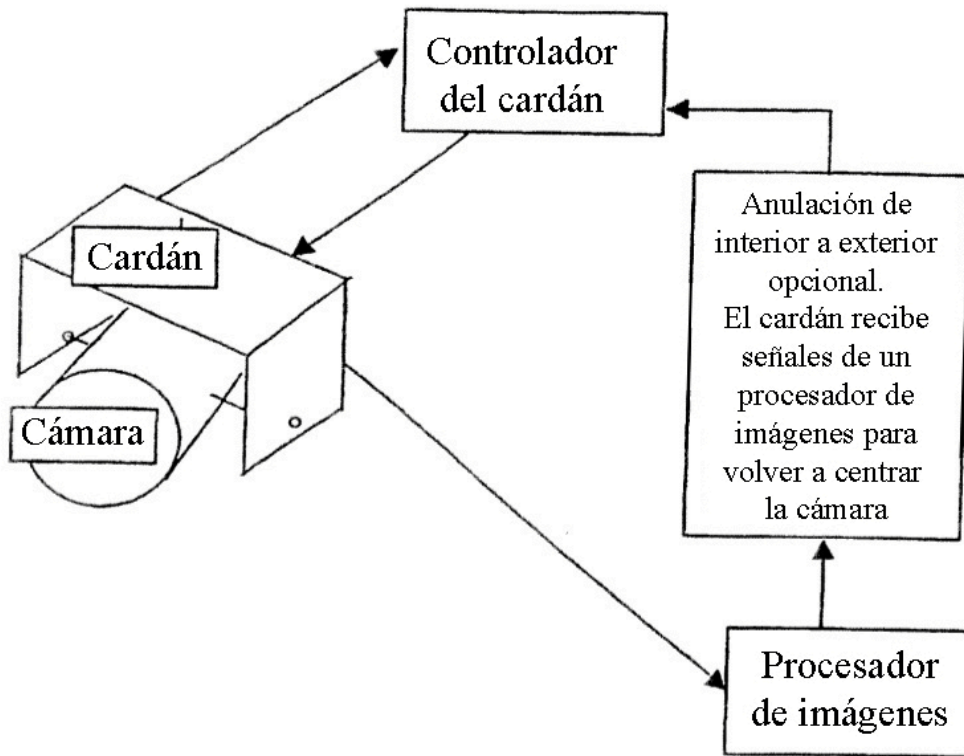 Controlador
del cardán
Cardán
Cámara
Anulación de
interior a exterior
opcional.
El cardán recibe
señales de un
procesador de
imágenes para
volver a centrar
la cámara
Procesador
de imágenes